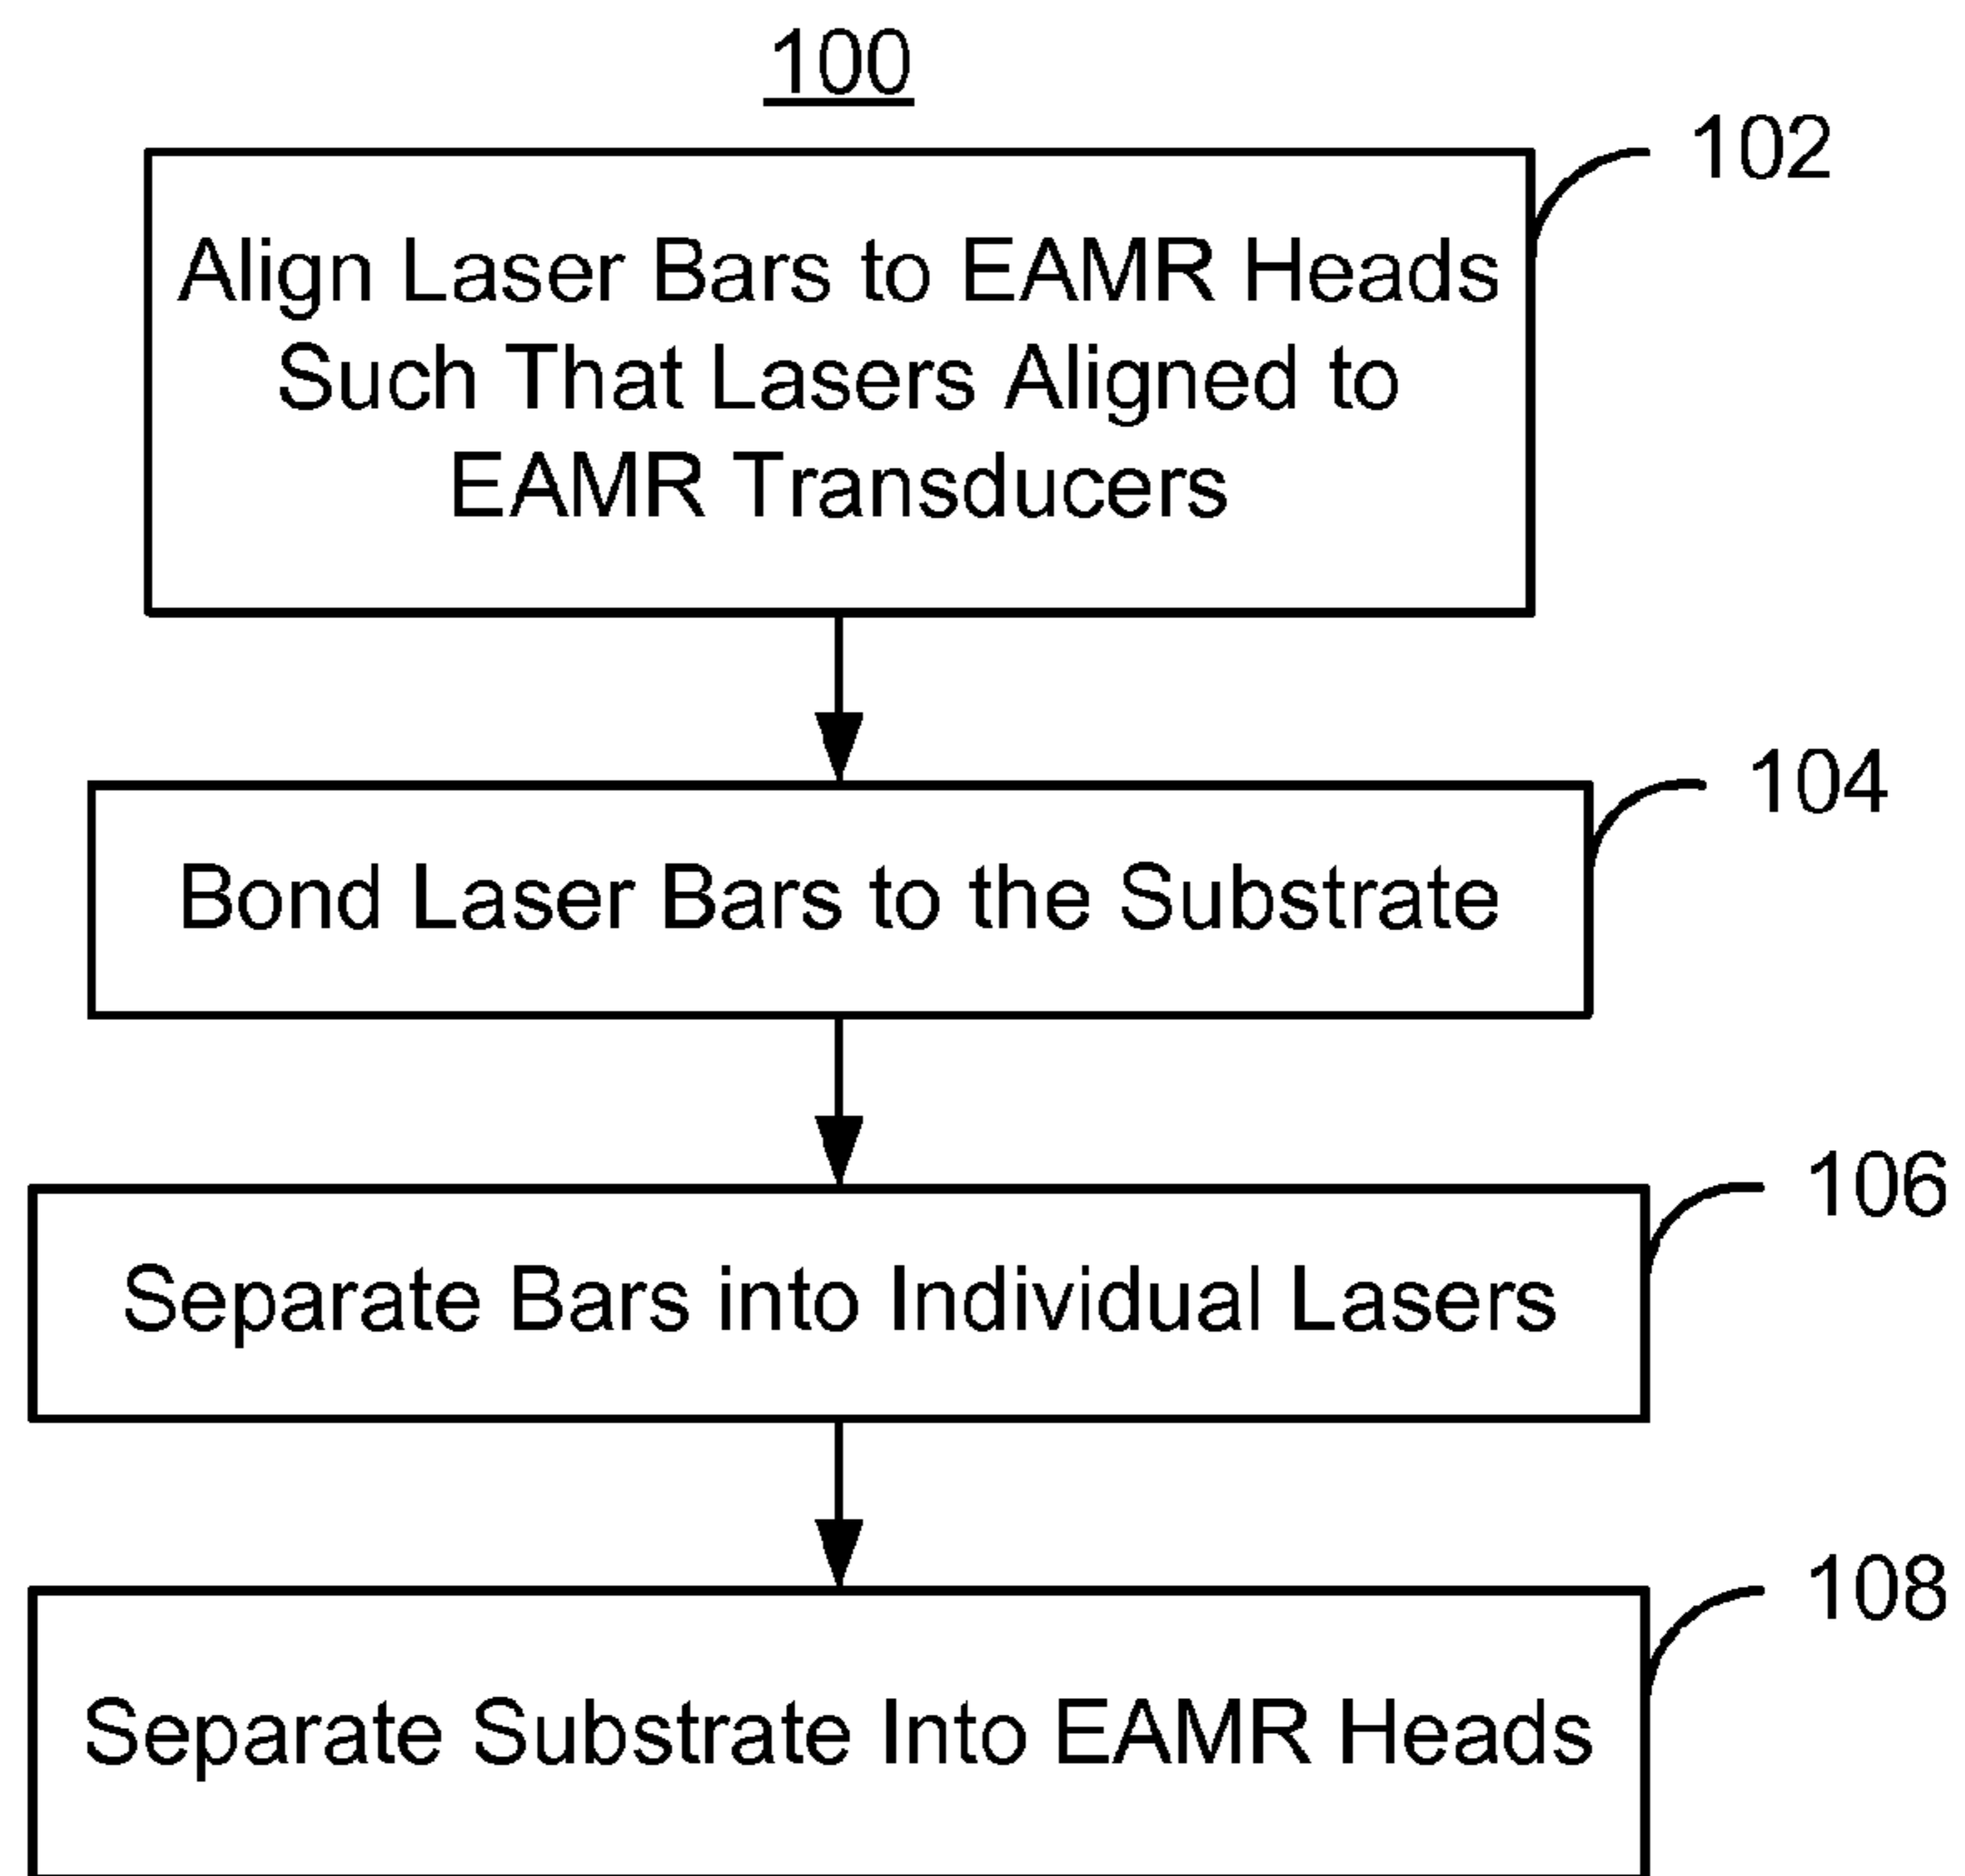 100
102
Align Laser Bars to EAMR Heads
Such That Lasers Aligned to
EAMR Transducers
104
Bond Laser Bars to the Substrate
106
Separate Bars into Individual Lasers
108
Separate Substrate Into EAMR Heads